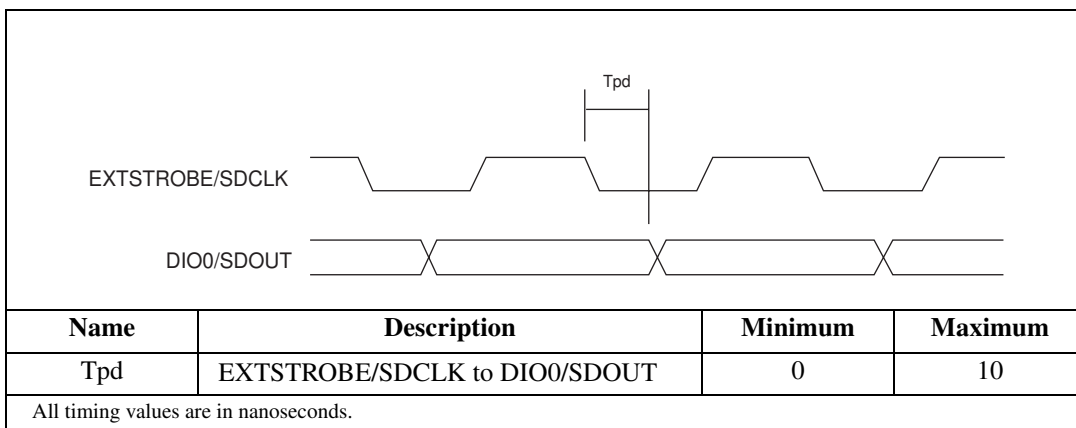 Tpd
EXTSTROBE/SDCLK
DIO0/SDOUT
Name Description Minimum Maximum
Tpd EXTSTROBE/SDCLK to DIO0/SDOUT 0 10
All timing values are in nanoseconds.